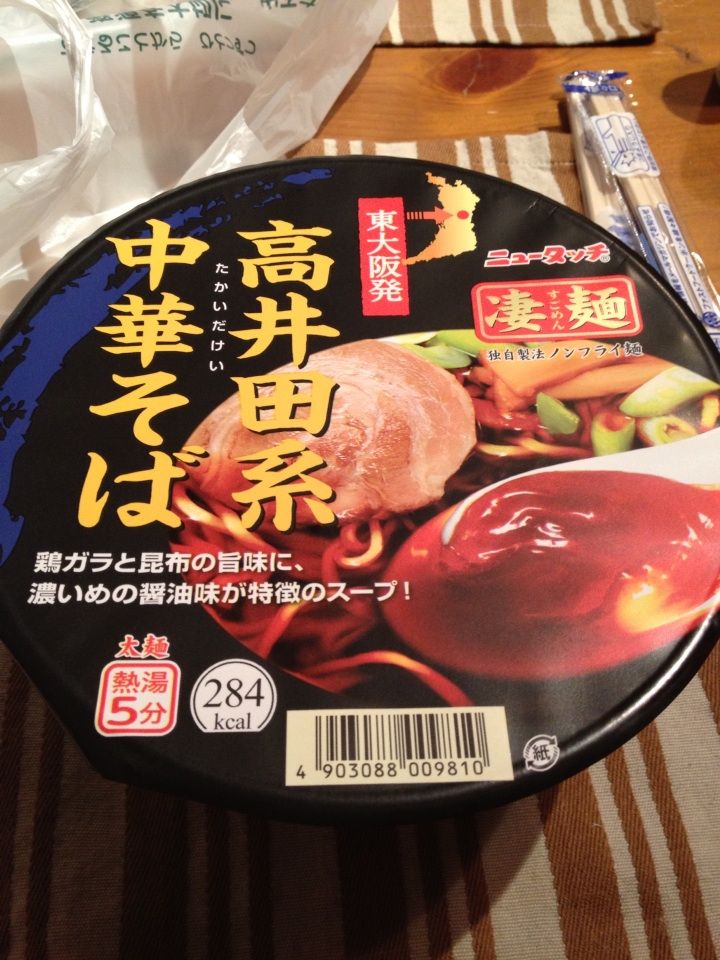 東大阪発
高井田系
たかいだけい
中華そば
ニュータッチ®
凄麺
すごめん
独自製法ノンフライ麺
鶏ガラと昆布の旨味に、
濃いめの醤油味が特徴のスープ!
太麺
熱湯
5分
284
kcal
4 903088 009810
紙